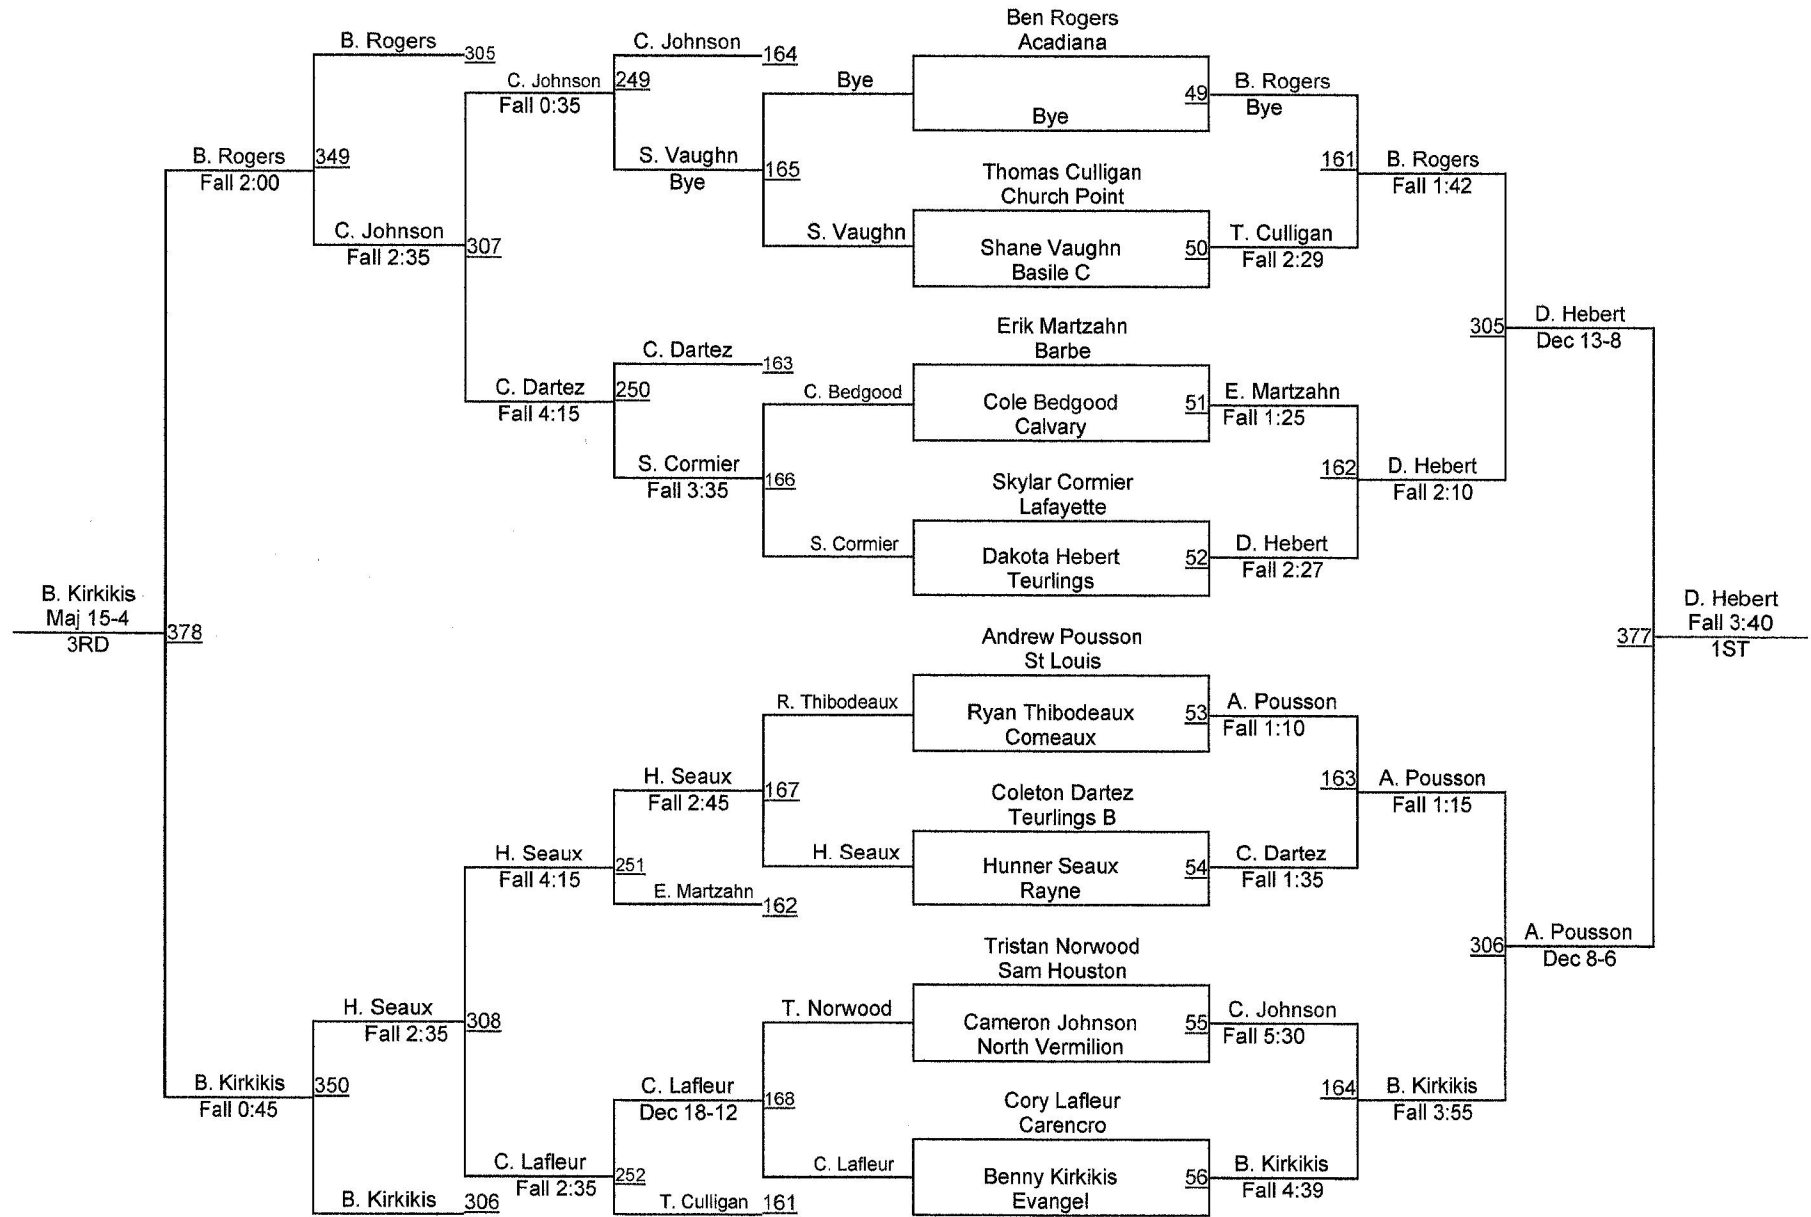 Ben Rogers
Acadiana
49
Bye
Thomas Culligan
Church Point
Shane Vaughn
50
Basile C
Erik Martzahn
Barbe
Cole Bedgood
51
Calvary
Skylar Cormier
Lafayette
Dakota Hebert
52
Teurlings
Andrew Pousson
St Louis
Ryan Thibodeaux
53
Comeaux
Coleton Dartez
Teurlings B
Hunner Seaux
54
Rayne
Tristan Norwood
Sam Houston
Cameron Johnson
55
North Vermilion
Cory Lafleur
Carencro
Benny Kirkikis
56
Evangel
B. Rogers
Bye
T. Culligan
Fall 2:29
E. Martzahn
Fall 1:25
D. Hebert
Fall 2:27
A. Pousson
Fall 1:10
C. Dartez
Fall 1:35
C. Johnson
Fall 5:30
B. Kirkikis
Fall 4:39
161
B. Rogers
Fall 1:42
162
D. Hebert
Fall 2:10
163
A. Pousson
Fall 1:15
164
B. Kirkikis
Fall 3:55
305
D. Hebert
Dec 13-8
306
A. Pousson
Dec 8-6
377
D. Hebert
Fall 3:40
1ST
Bye
S. Vaughn
C. Bedgood
S. Cormier
R. Thibodeaux
H. Seaux
T. Norwood
C. Lafleur
C. Johnson
164
S. Vaughn
165
Bye
C. Dartez
163
S. Cormier
166
Fall 3:35
H. Seaux
167
Fall 2:45
E. Martzahn
162
C. Lafleur
168
Dec 18-12
T. Culligan
161
C. Johnson
249
Fall 0:35
C. Dartez
250
Fall 4:15
H. Seaux
251
Fall 4:15
C. Lafleur
252
Fall 2:35
B. Rogers
305
C. Johnson
307
Fall 2:35
H. Seaux
308
Fall 2:35
B. Kirkikis
306
B. Rogers
349
Fall 2:00
B. Kirkikis
350
Fall 0:45
B. Kirkikis
Maj 15-4
378
3RD